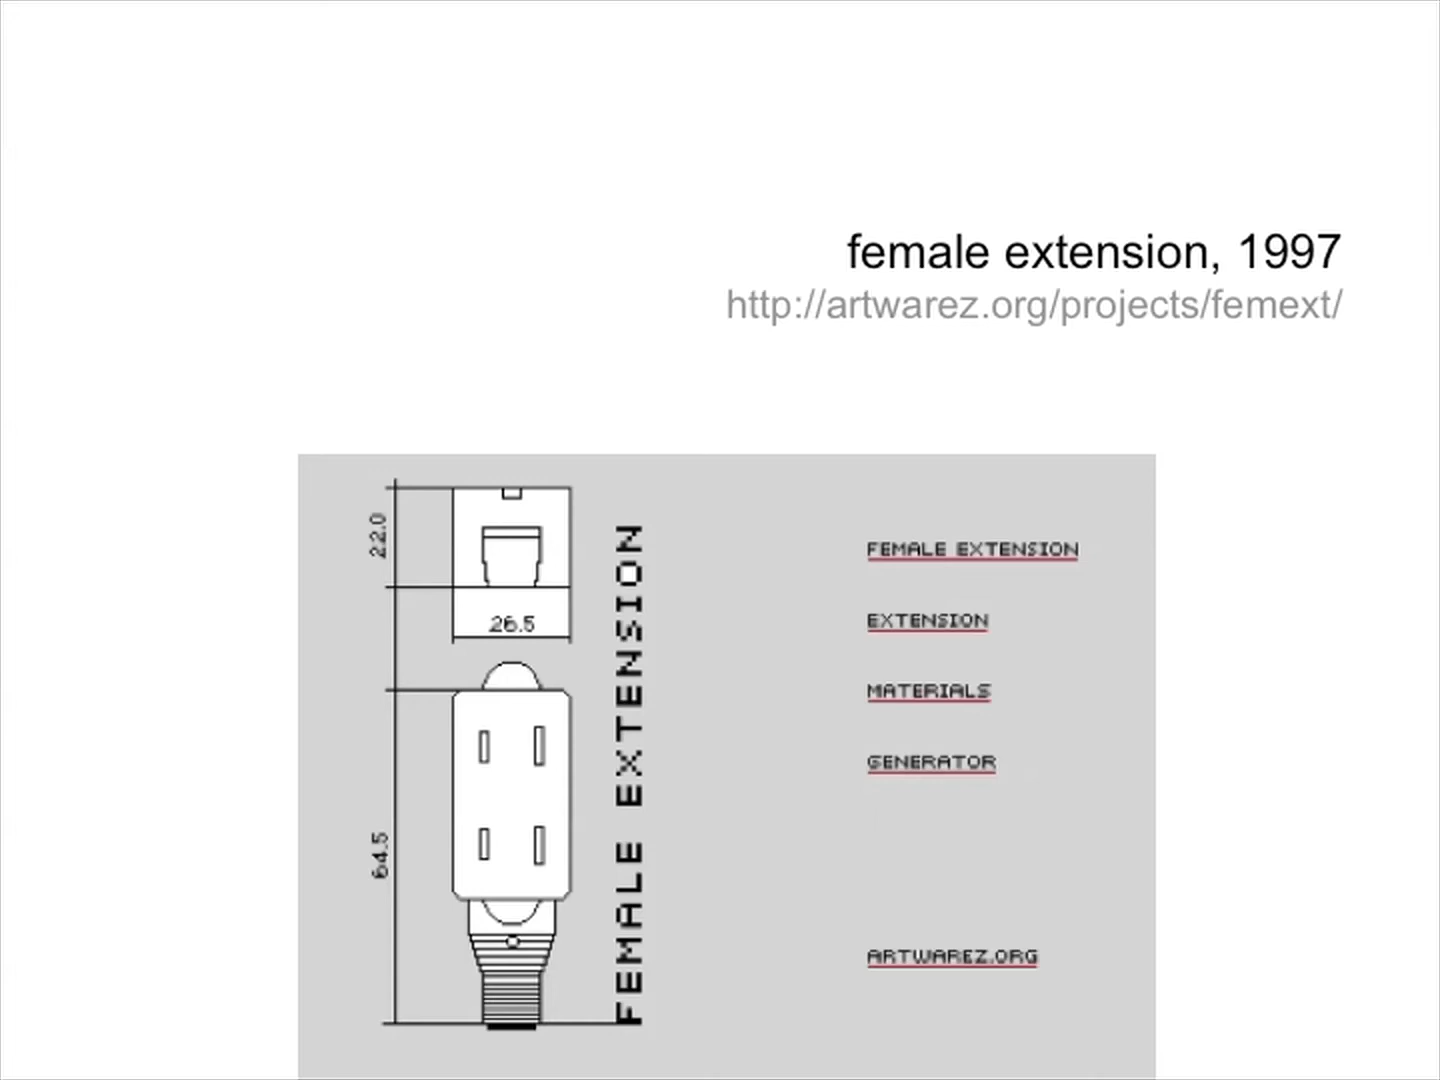 female extension, 1997
http://artwarez.org/projects/femext/
22.0
26.5
64.5
FEMALE EXTENSION
FEMALE EXTENSION
EXTENSION
MATERIALS
GENERATOR
ARTWAREZ.ORG